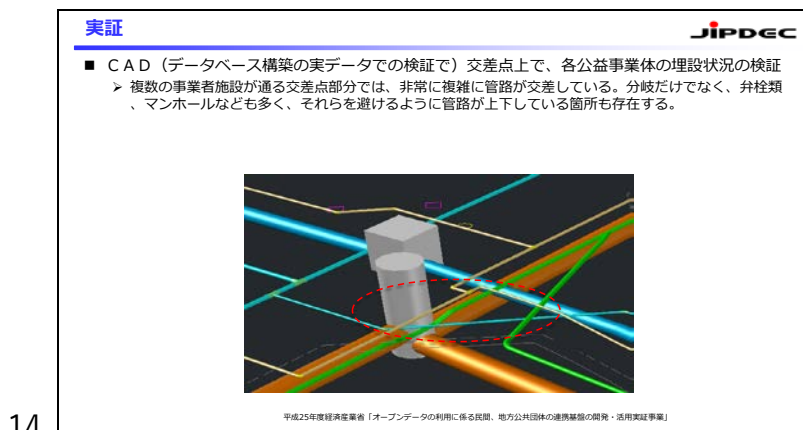 実証
JIPDEC
■ ＣＡＤ（データベース構築の実データでの検証で）交差点上で、各公益事業体の埋設状況の検証
➢ 複数の事業者施設が通る交差点部分では、非常に複雑に管路が交差している。分岐だけでなく、弁栓類
、マンホールなども多く、それらを避けるように管路が上下している箇所も存在する。
平成25年度経済産業省「オープンデータの利用に係る民間、地方公共団体の連携基盤の開発・活用実証事業」
14